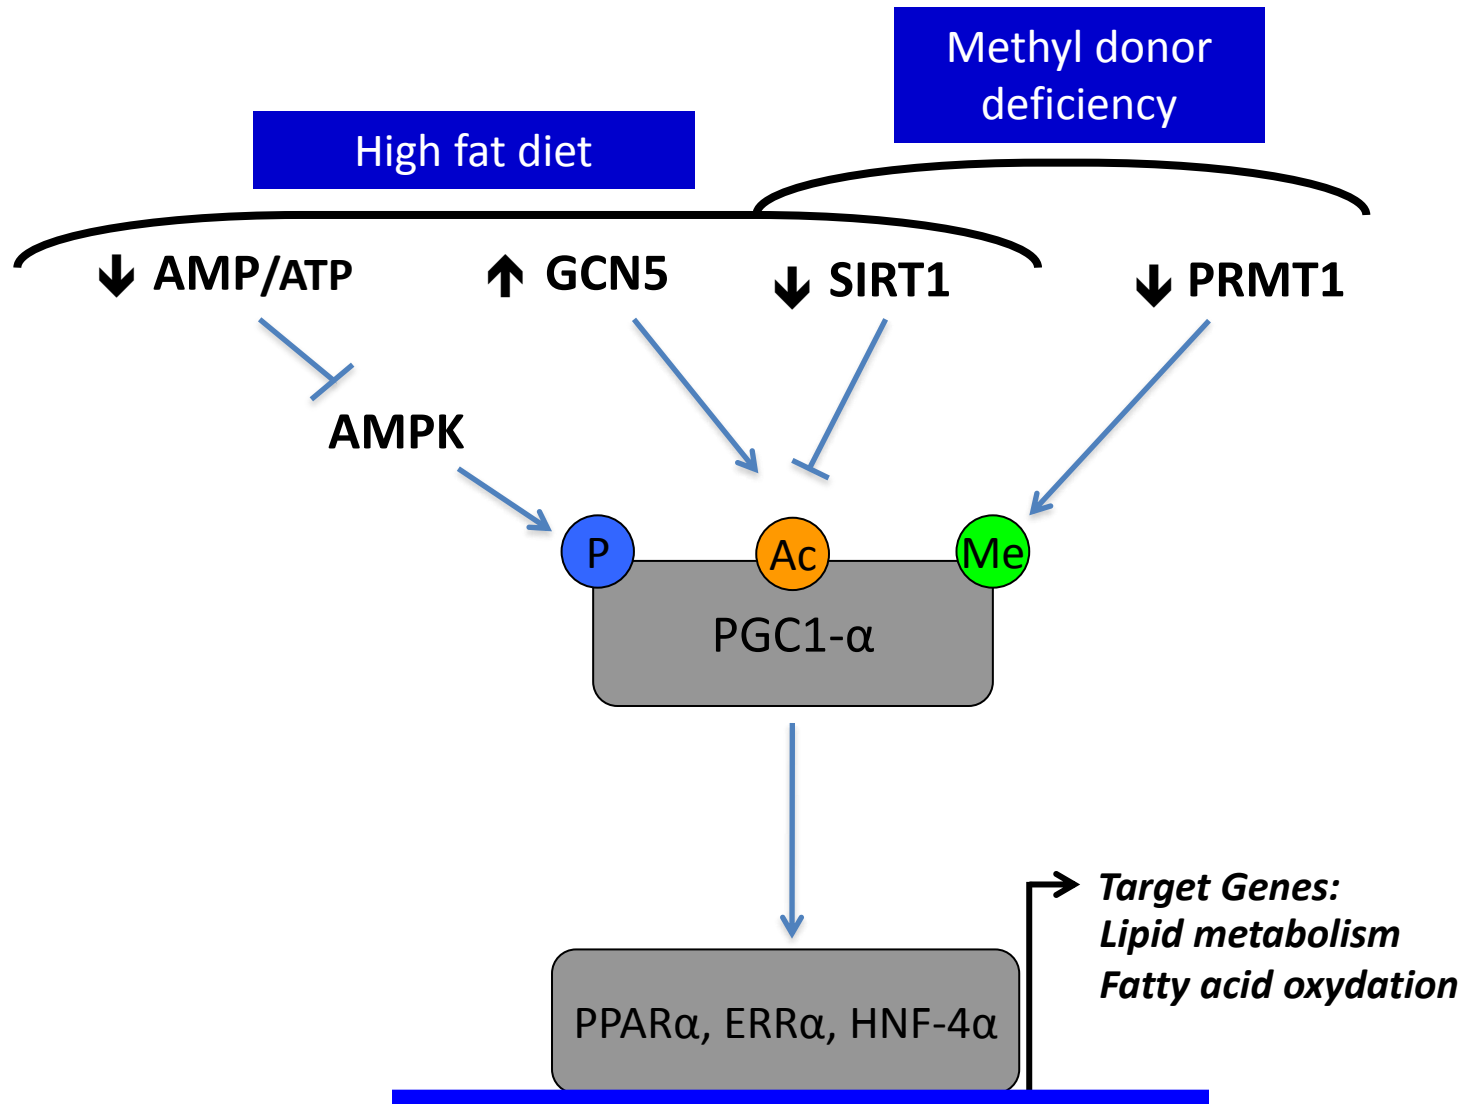 Methyl donor
deficiency
High fat diet
🡻 AMP/ATP
🡹 GCN5
🡻 SIRT1
🡻 PRMT1
AMPK
P
Ac
Me
PGC1-α
Target Genes:
Lipid metabolism
Fatty acid oxydation
PPARα, ERRα, HNF-4α